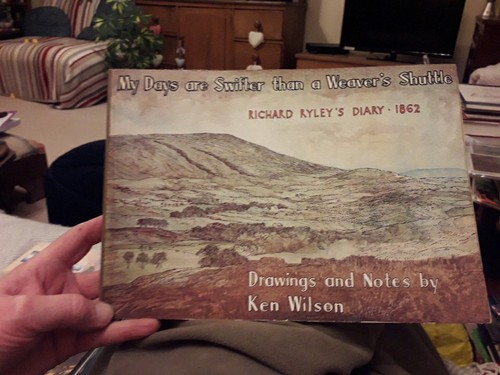 My Days are Swifter than a Weaver's Shuttle
RICHARD RYLEY'S DIARY · 1862
Drawings and Notes by
Ken Wilson